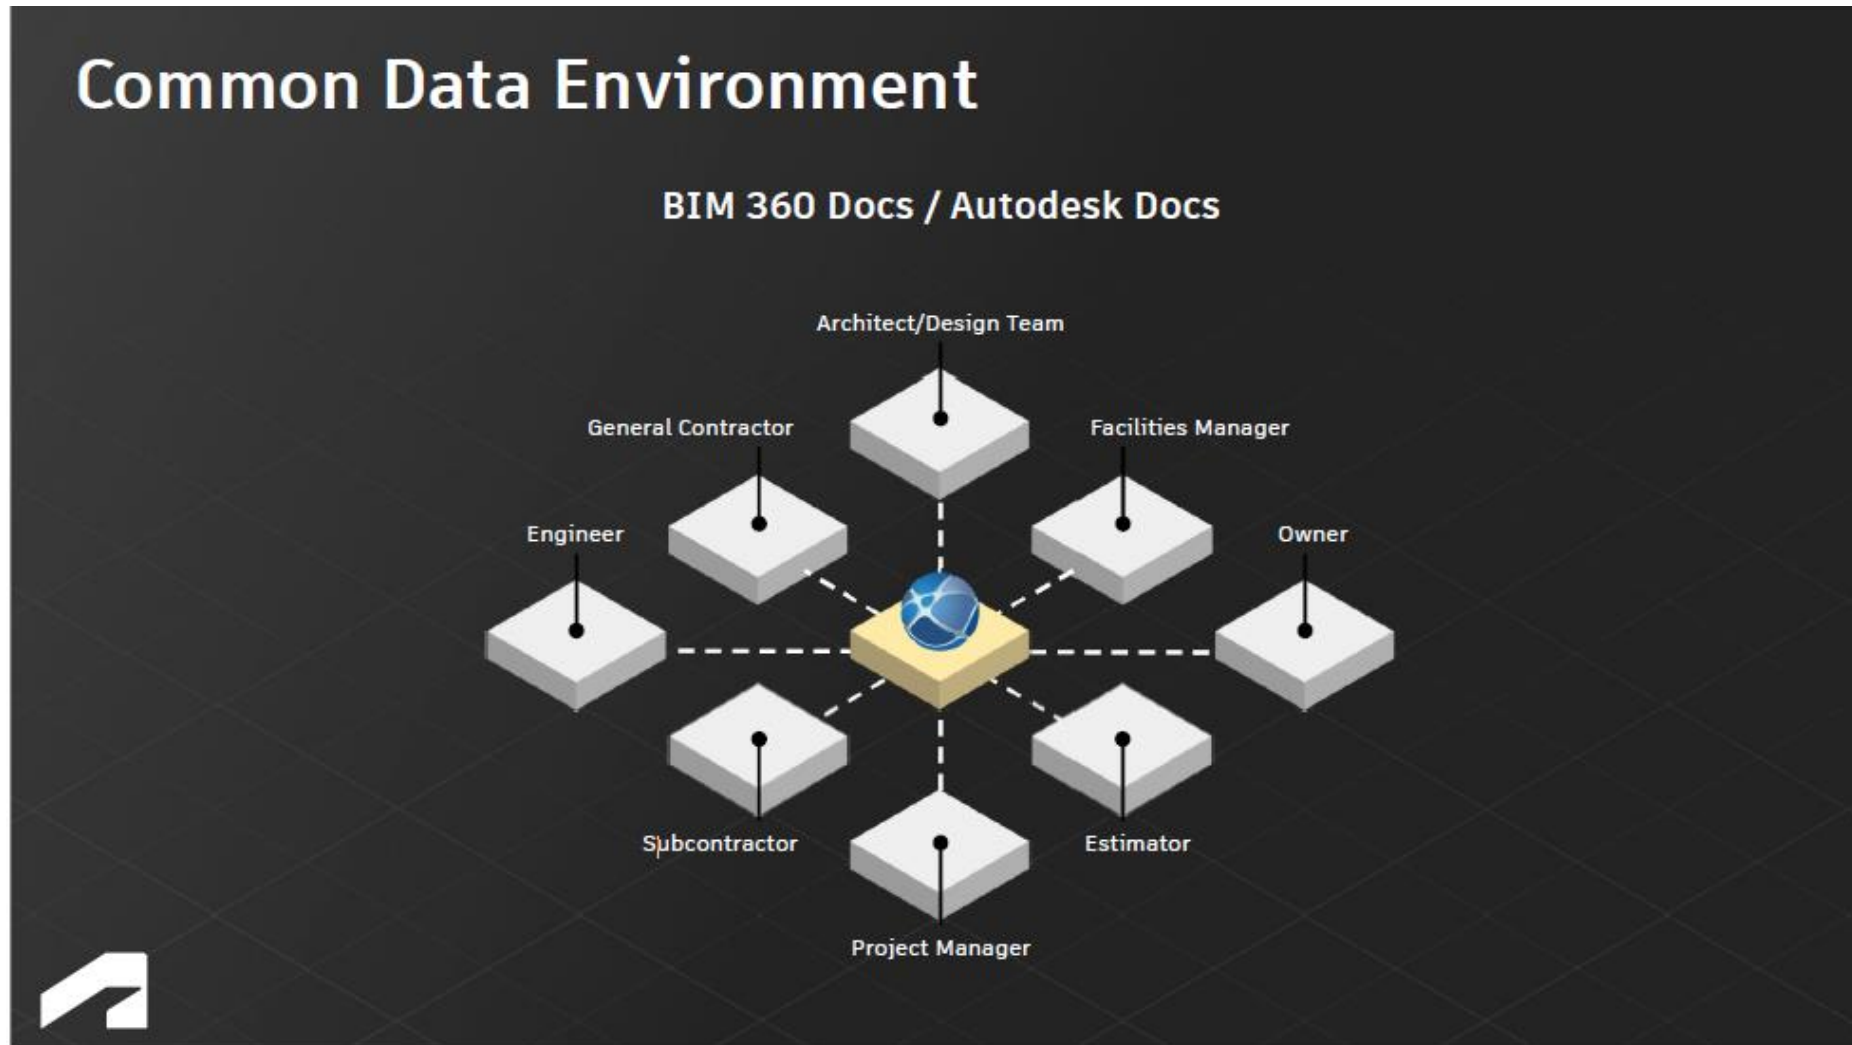 Common Data Environment
BIM 360 Docs / Autodesk Docs
Architect/Design Team
General Contractor
Facilities Manager
Engineer
Owner
Subcontractor
Estimator
Project Manager